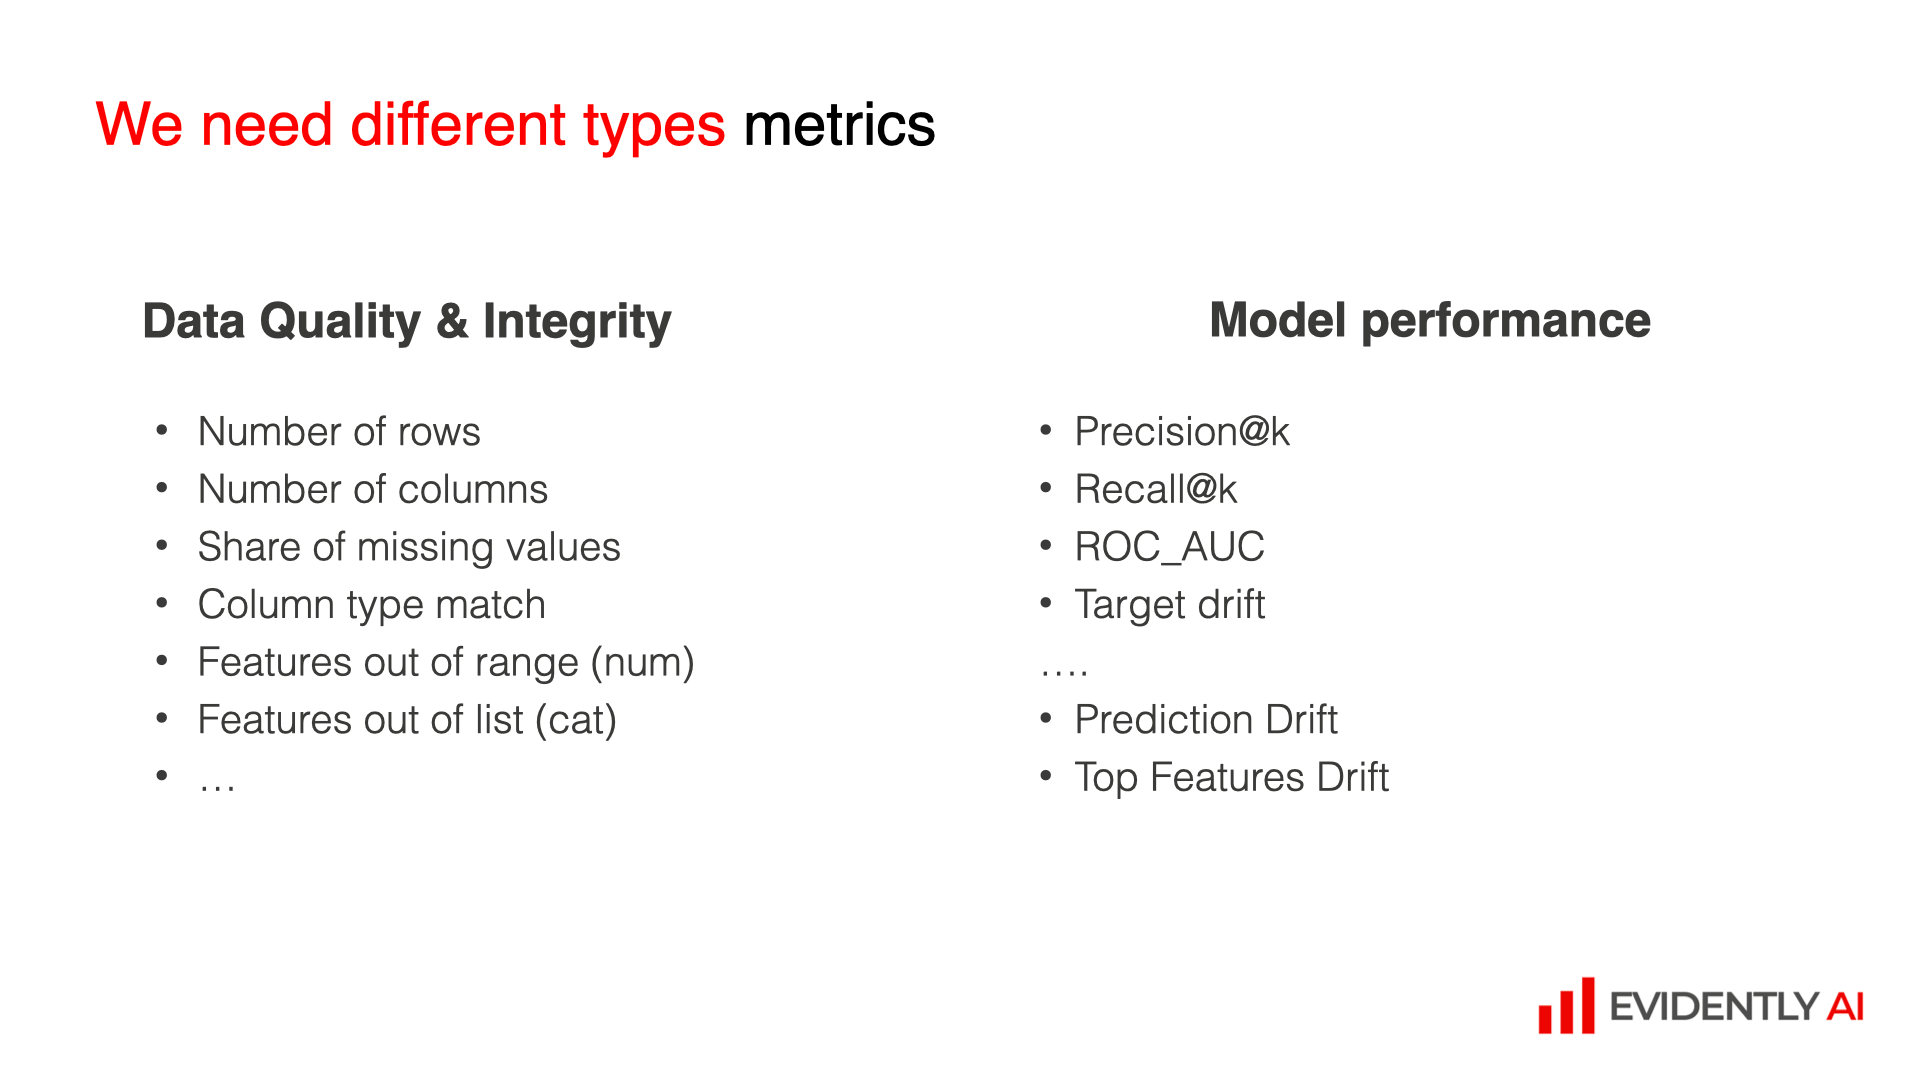 We need different types metrics
Data Quality & Integrity
• Number of rows
• Number of columns
• Share of missing values
• Column type match
• Features out of range (num)
• Features out of list (cat)
• …
Model performance
• Precision@k
• Recall@k
• ROC_AUC
• Target drift
….
• Prediction Drift
• Top Features Drift
EVIDENTLY AI